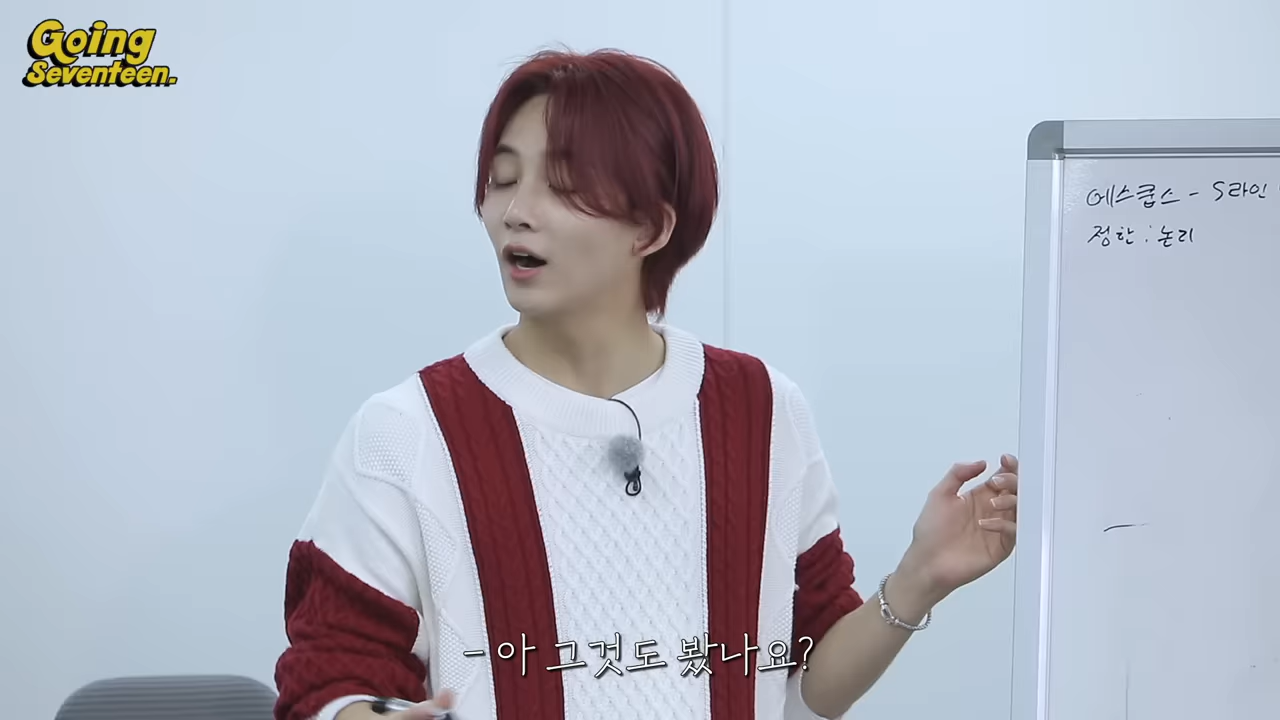 Going
Seventeen.
에스쿱스 - S라인
정한 : 논리
- 아 그것도 봤나요?